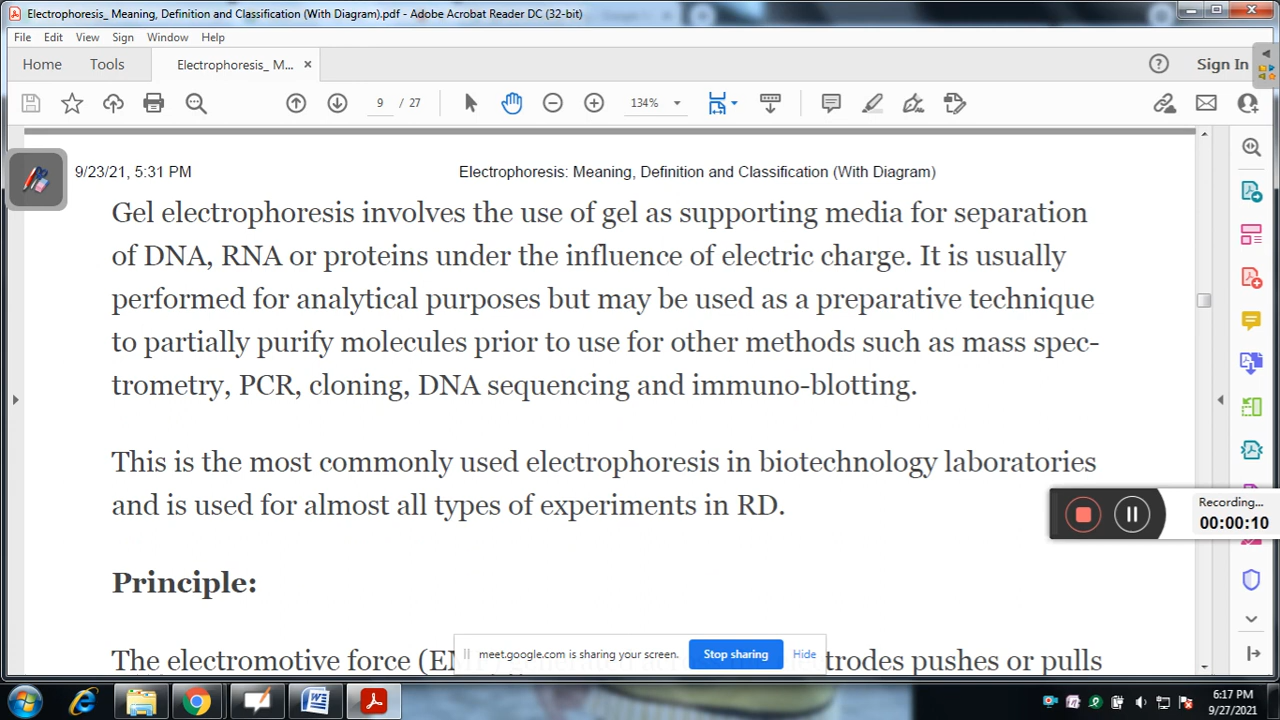 Electrophoresis_ Meaning, Definition and Classification (With Diagram).pdf - Adobe Acrobat Reader DC (32-bit)
File Edit View Sign Window Help
Home Tools Electrophoresis_ M... × Sign In
9 / 27 134%
9/23/21, 5:31 PM Electrophoresis: Meaning, Definition and Classification (With Diagram)
Gel electrophoresis involves the use of gel as supporting media for separation
of DNA, RNA or proteins under the influence of electric charge. It is usually
performed for analytical purposes but may be used as a preparative technique
to partially purify molecules prior to use for other methods such as mass spec-
trometry, PCR, cloning, DNA sequencing and immuno-blotting.
This is the most commonly used electrophoresis in biotechnology laboratories
and is used for almost all types of experiments in RD.
Recording...
00:00:10
Principle:
meet.google.com is sharing your screen. Stop sharing Hide
The electromotive force (EM trodes pushes or pulls
6:17 PM
9/27/2021